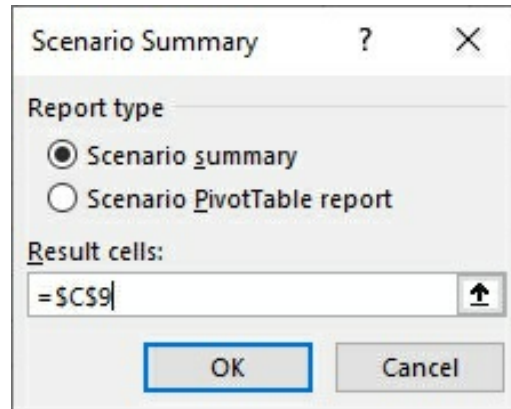 Scenario Summary ? ×
Report type
Scenario summary
Scenario PivotTable report
Result cells:
=$C$9
OK Cancel